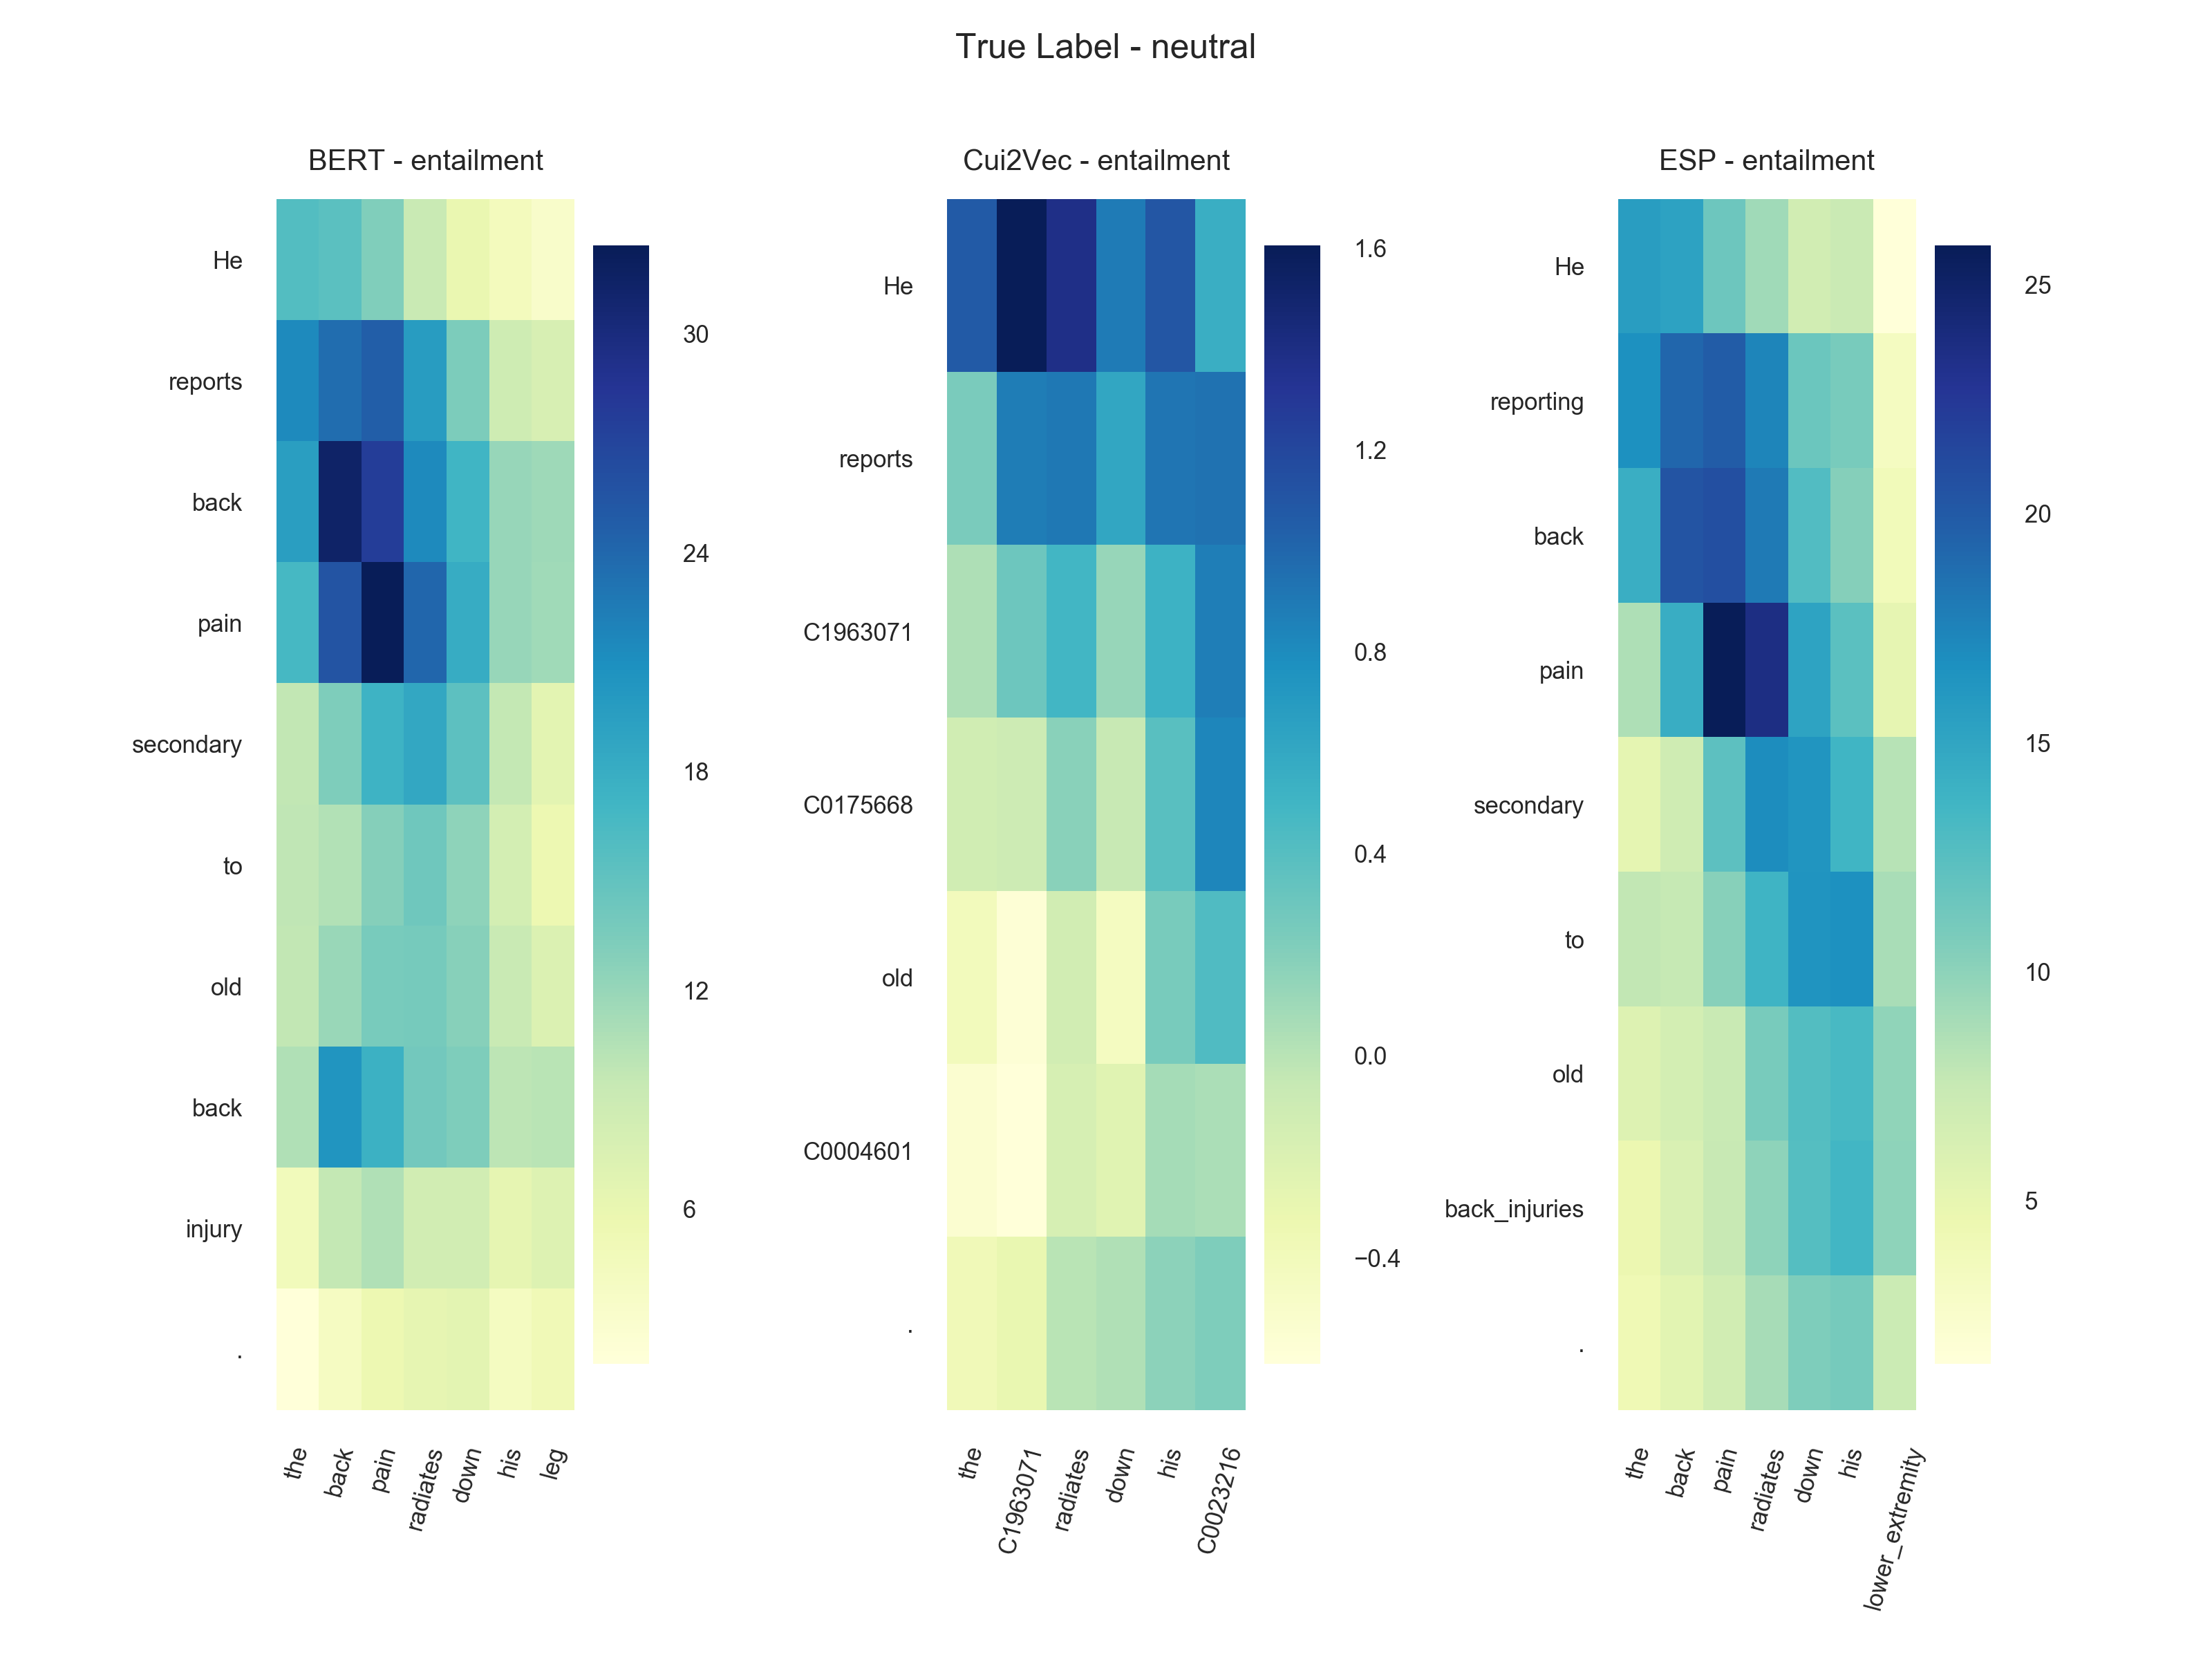 True Label - neutral
BERT - entailment
He
reports
back
pain
secondary
to
old
back
injury
.
the
back
pain
radiates
down
his
leg
30
24
18
12
6
Cui2Vec - entailment
He
reports
C1963071
C0175668
old
C0004601
.
the
C1963071
radiates
down
his
C0023216
1.6
1.2
0.8
0.4
0.0
−0.4
ESP - entailment
He
reporting
back
pain
secondary
to
old
back_injuries
.
the
back
pain
radiates
down
his
lower_extremity
25
20
15
10
5